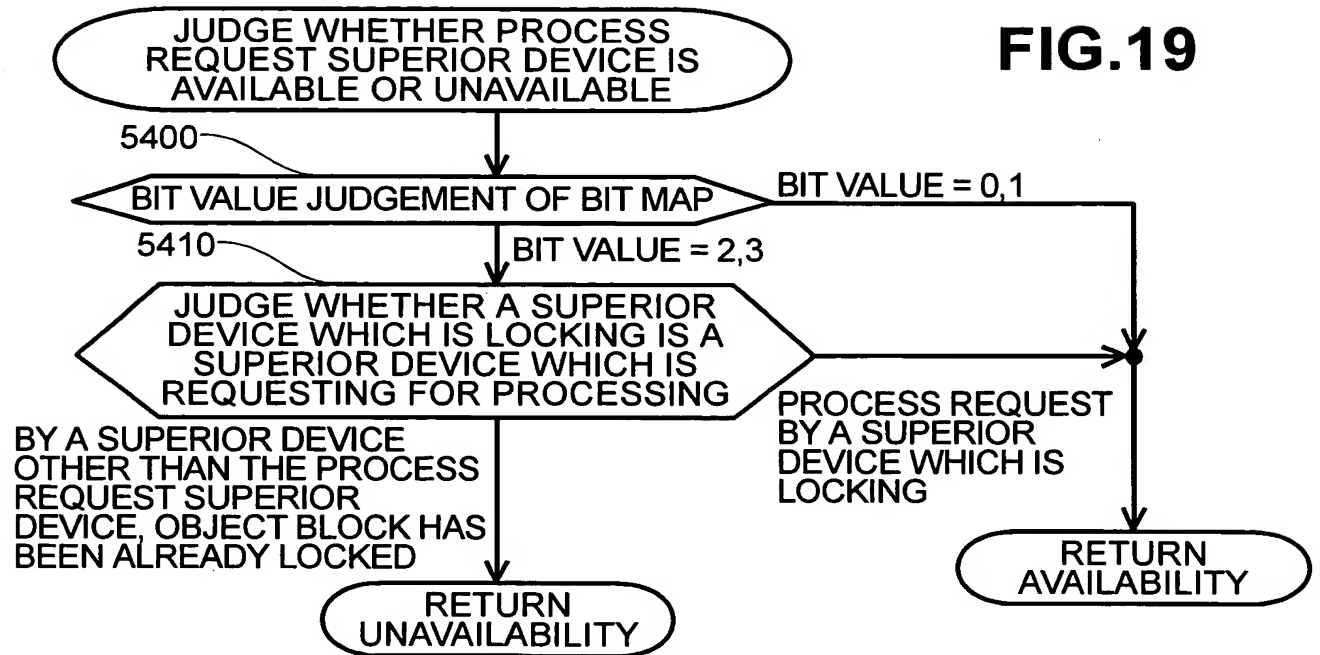 FIG.19
JUDGE WHETHER PROCESS
REQUEST SUPERIOR DEVICE IS
AVAILABLE OR UNAVAILABLE
5400
BIT VALUE JUDGEMENT OF BIT MAP
BIT VALUE = 0,1
5410
BIT VALUE = 2,3
JUDGE WHETHER A SUPERIOR
DEVICE WHICH IS LOCKING IS A
SUPERIOR DEVICE WHICH IS
REQUESTING FOR PROCESSING
BY A SUPERIOR DEVICE
OTHER THAN THE PROCESS
REQUEST SUPERIOR
DEVICE, OBJECT BLOCK HAS
BEEN ALREADY LOCKED
PROCESS REQUEST
BY A SUPERIOR
DEVICE WHICH IS
LOCKING
RETURN
UNAVAILABILITY
RETURN
AVAILABILITY